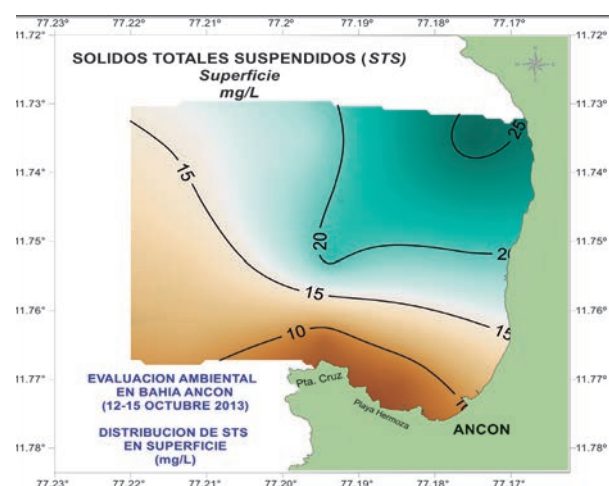 77.23° 77.22° 77.21° 77.2° 77.19° 77.18° 77.17°
11.72° 11.72°
SOLIDOS TOTALES SUSPENDIDOS (STS)
Superficie
mg/L
11.73° 11.73°
25
11.74° 11.74°
15
11.75° 11.75°
20 20
15
11.76° 11.76°
10 15
11.77° 11.77°
EVALUACION AMBIENTAL
EN BAHIA ANCON
(12-15 OCTUBRE 2013)
Pta. Cruz
Playa Hermoza
ANCON
DISTRIBUCION DE STS
EN SUPERFICIE
(mg/L)
11.78° 11.78°
77.23° 77.22° 77.21° 77.2° 77.19° 77.18° 77.17°